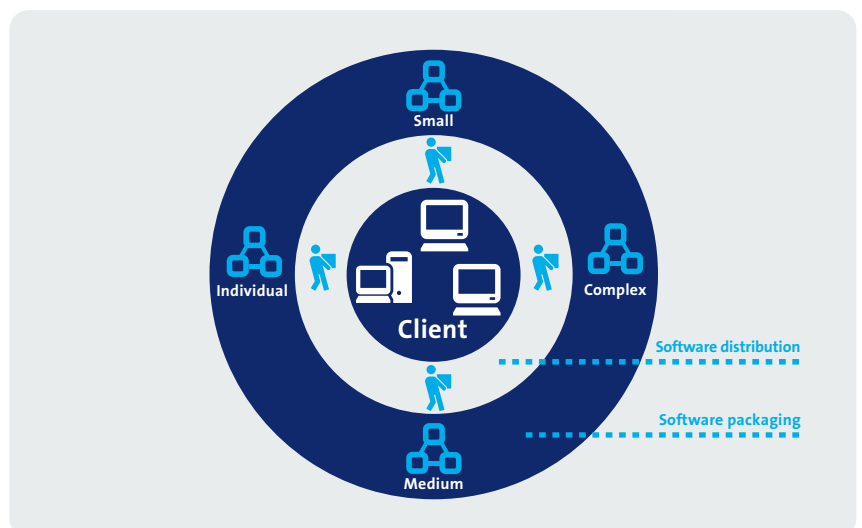 Small
Individual
Complex
Client
Software distribution
Software packaging
Medium